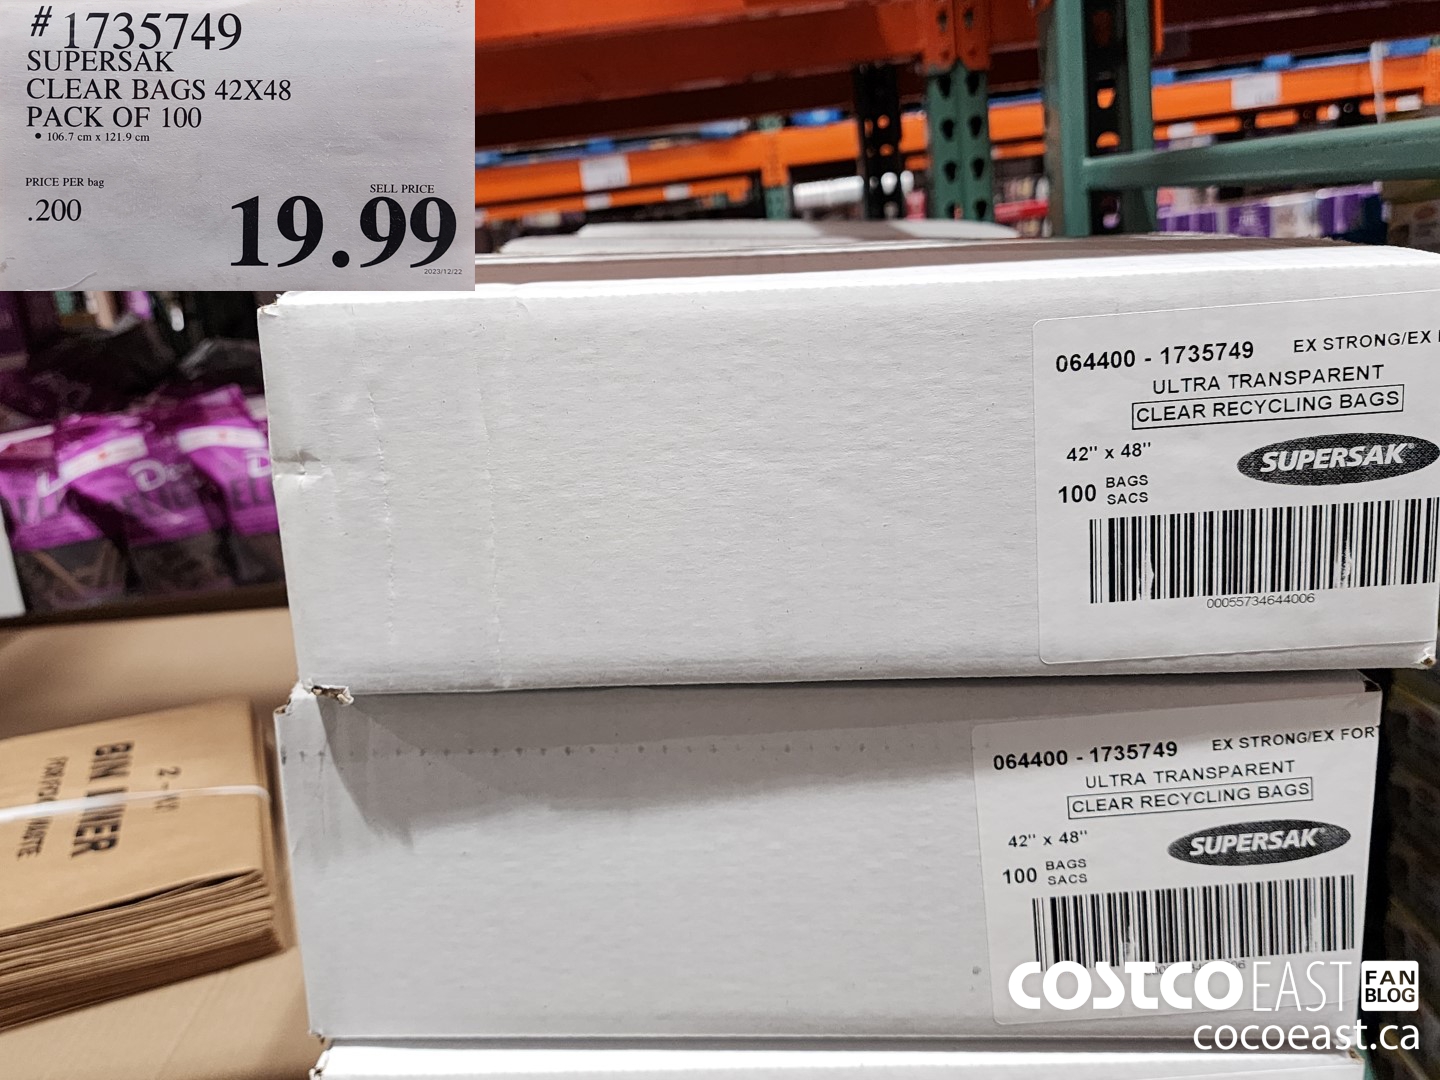 # 1735749
SUPERSAK
CLEAR BAGS 42X48
PACK OF 100
• 106.7 cm x 121.9 cm
PRICE PER bag
.200
SELL PRICE
19.99
2023/12/22
064400 - 1735749 EX STRONG/EX
ULTRA TRANSPARENT
CLEAR RECYCLING BAGS
42" x 48"
SUPERSAK
100 BAGS
SACS
00055734644006
064400 - 1735749 EX STRONG/EX FORT
ULTRA TRANSPARENT
CLEAR RECYCLING BAGS
42" x 48"
SUPERSAK
100 BAGS
SACS
BIN LINER
COSTCO EAST FAN BLOG
cocoeast.ca